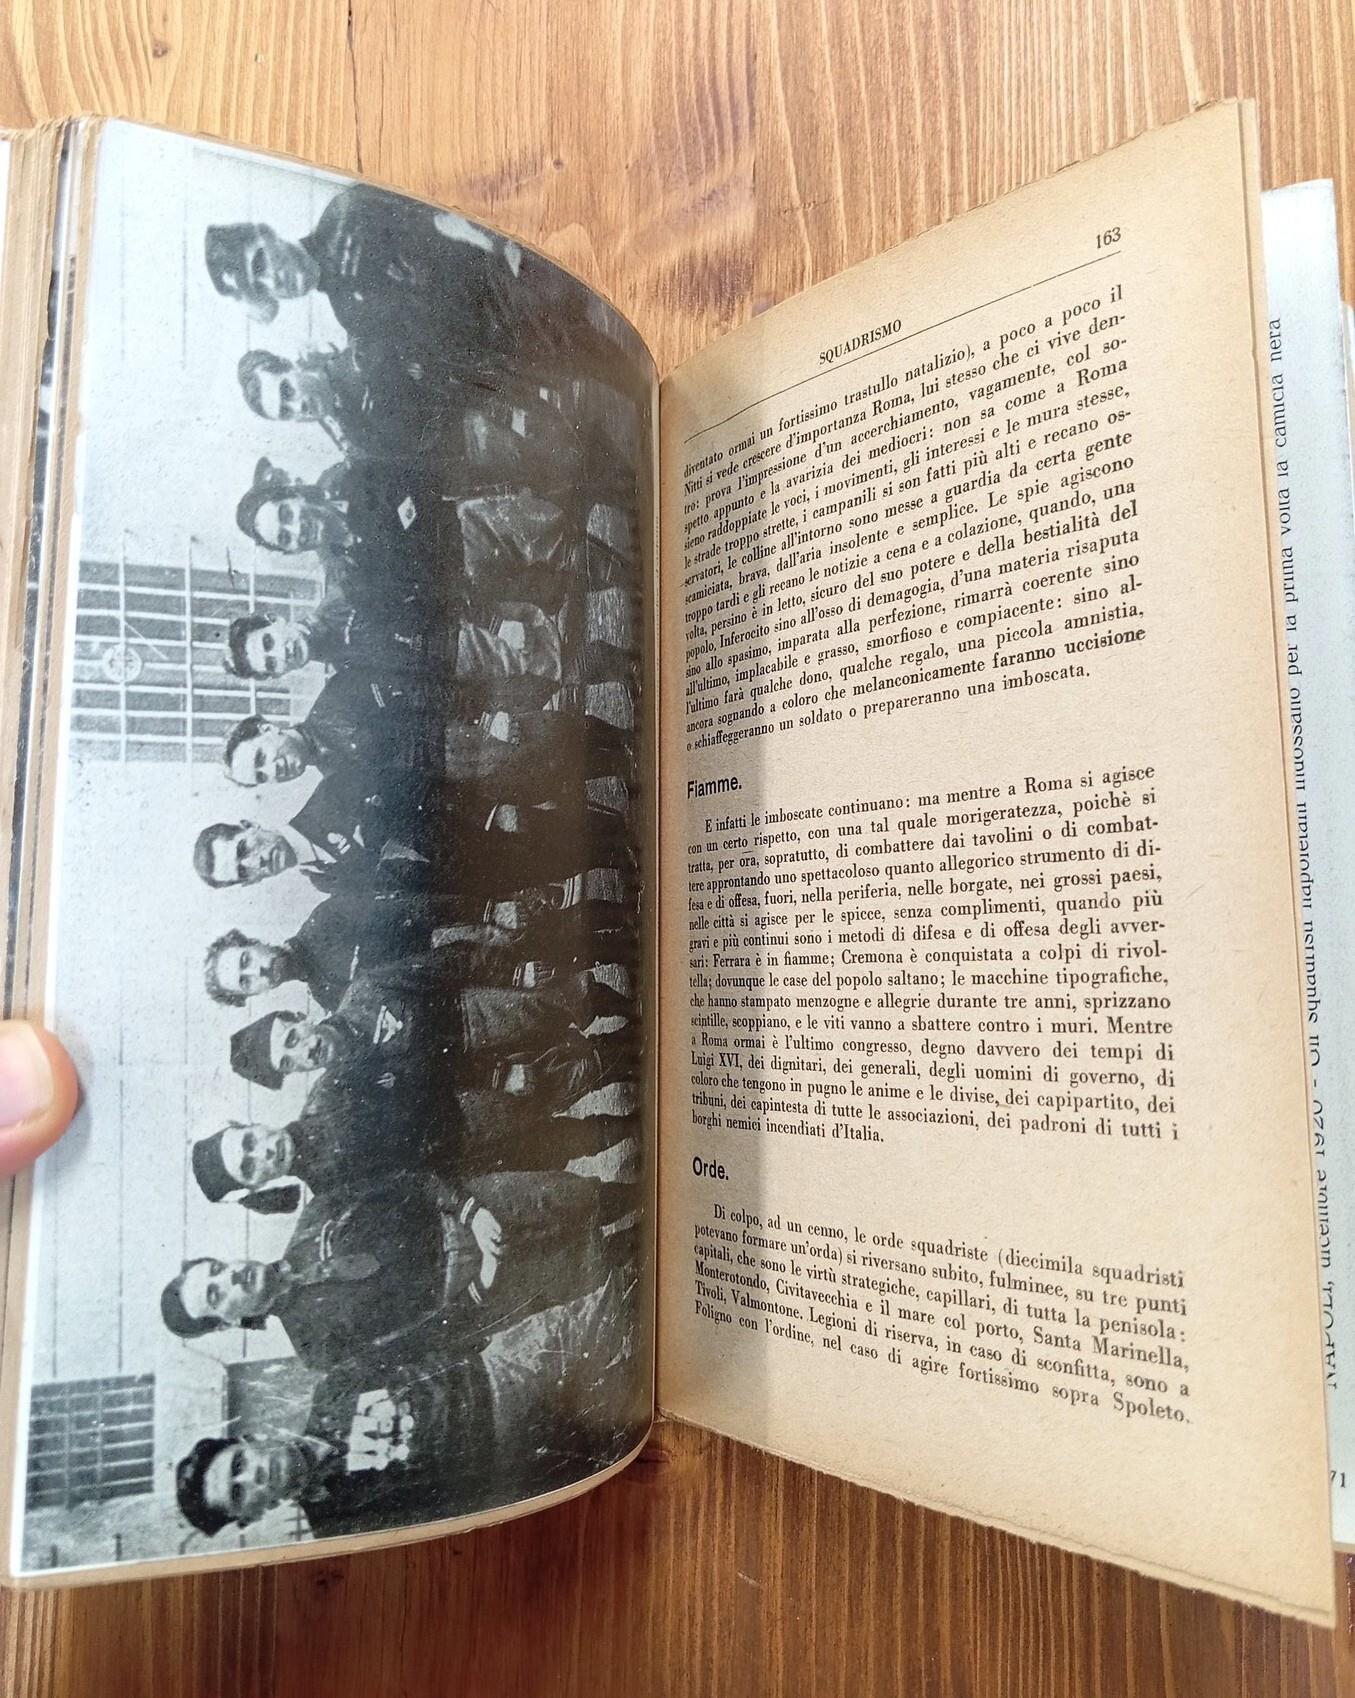 163
SQUADRISMO
diventato ormai un fortissimo trastullo natalizio), a poco a poco il
Nitti si vede crescere d'importanza Roma, lui stesso che ci vive den-
tro: prova l'impressione d'un accerchiamento, vagamente, col so-
spetto appunto e la avarizia dei mediocri: non sa come a Roma
sieno raddoppiate le voci, i movimenti, gli interessi e le mura stesse,
le strade troppo strette, i campanili si son fatti più alti e recano os-
servatori, le colline all'intorno sono messe a guardia da certa gente
scamiciata, brava, dall'aria insolente e semplice. Le spie agiscono
troppo tardi e gli recano le notizie a cena e a colazione, quando, una
volta, persino è in letto, sicuro del suo potere e della bestialità del
popolo. Inferocito sino all'osso di demagogia, d'una materia risaputa
sino allo spasimo, imparata alla perfezione, rimarrà coerente sino
all'ultimo, implacabile e grasso, smorfioso e compiacente: sino al-
l'ultimo farà qualche dono, qualche regalo, una piccola amnistia,
ancora sognando a coloro che melanconicamente faranno uccisione
o schiaffeggeranno un soldato o prepareranno una imboscata.
Fiamme.
E infatti le imboscate continuano: ma mentre a Roma si agisce
con un certo rispetto, con una tal quale morigeratezza, poichè si
tratta, per ora, sopratutto, di combattere dai tavolini o di combat-
tere approntando uno spettacoloso quanto allegorico strumento di di-
fesa e di offesa, fuori, nella periferia, nelle borgate, nei grossi paesi,
nelle città si agisce per le spicce, senza complimenti, quando più
gravi e più continui sono i metodi di difesa e di offesa degli avver-
sari: Ferrara è in fiamme; Cremona è conquistata a colpi di rivol-
tella; dovunque le case del popolo saltano; le macchine tipografiche,
che hanno stampato menzogne e allegrie durante tre anni, sprizzano
scintille, scoppiano, e le viti vanno a sbattere contro i muri. Mentre
a Roma ormai è l'ultimo congresso, degno davvero dei tempi di
Luigi XVI, dei dignitari, dei generali, degli uomini di governo, di
coloro che tengono in pugno le anime e le divise, dei capipartito, dei
tribuni, dei capintesta di tutte le associazioni, dei padroni di tutti i
borghi nemici incendiati d'Italia.
Orde.
Di colpo, ad un cenno, le orde squadriste (diecimila squadristi
potevano formare un'orda) si riversano subito, fulminee, su tre punti
capitali, che sono le virtù strategiche, capillari, di tutta la penisola:
Monterotondo, Civitavecchia e il mare col porto, Santa Marinella,
Tivoli, Valmontone. Legioni di riserva, in caso di sconfitta, sono a
Foligno con l'ordine, nel caso di agire fortissimo sopra Spoleto,
NAPOLI, dicembre 1920 - Gli squadristi napoletani indossano per la prima volta la camicia nera
71